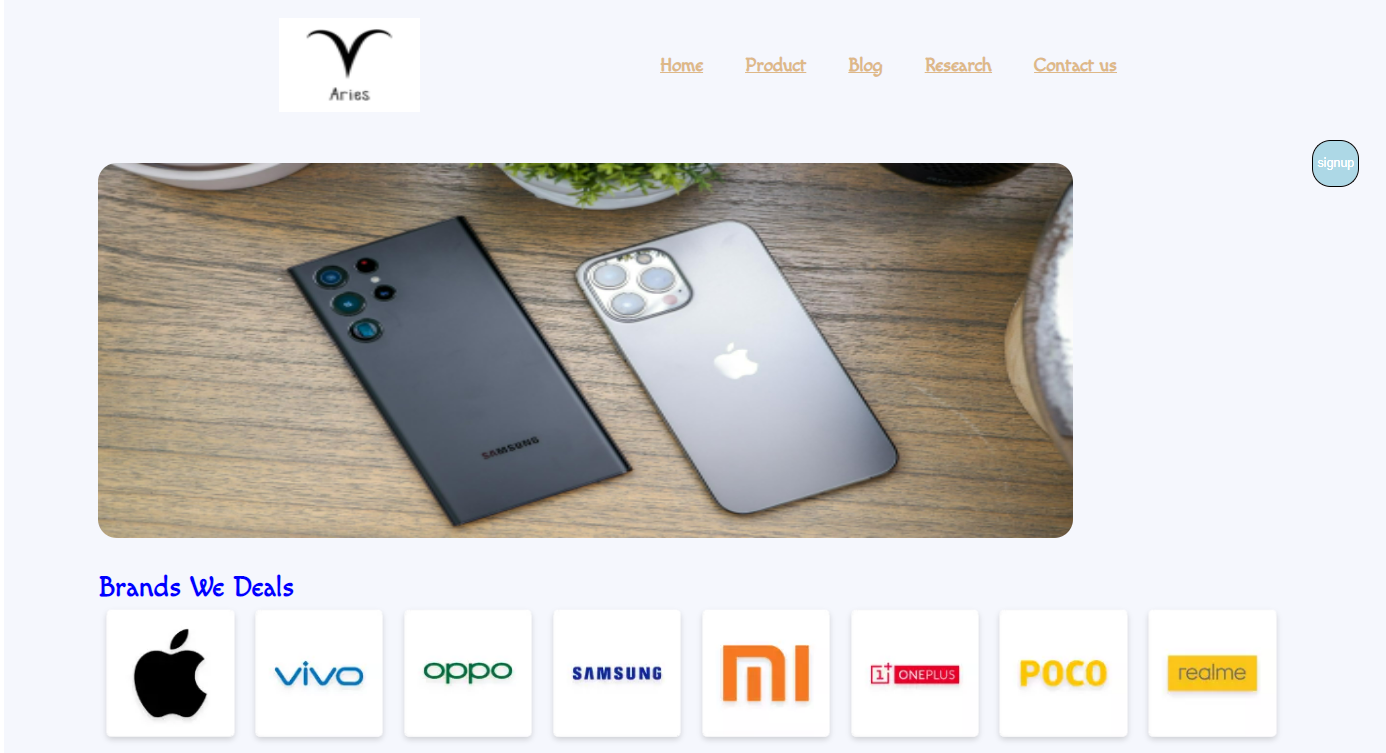 Aries
Home Product Blog Research Contact us
signup
SAMSUNG
Brands We Deals
vivo oppo SAMSUNG MI 1+ ONEPLUS POCO realme